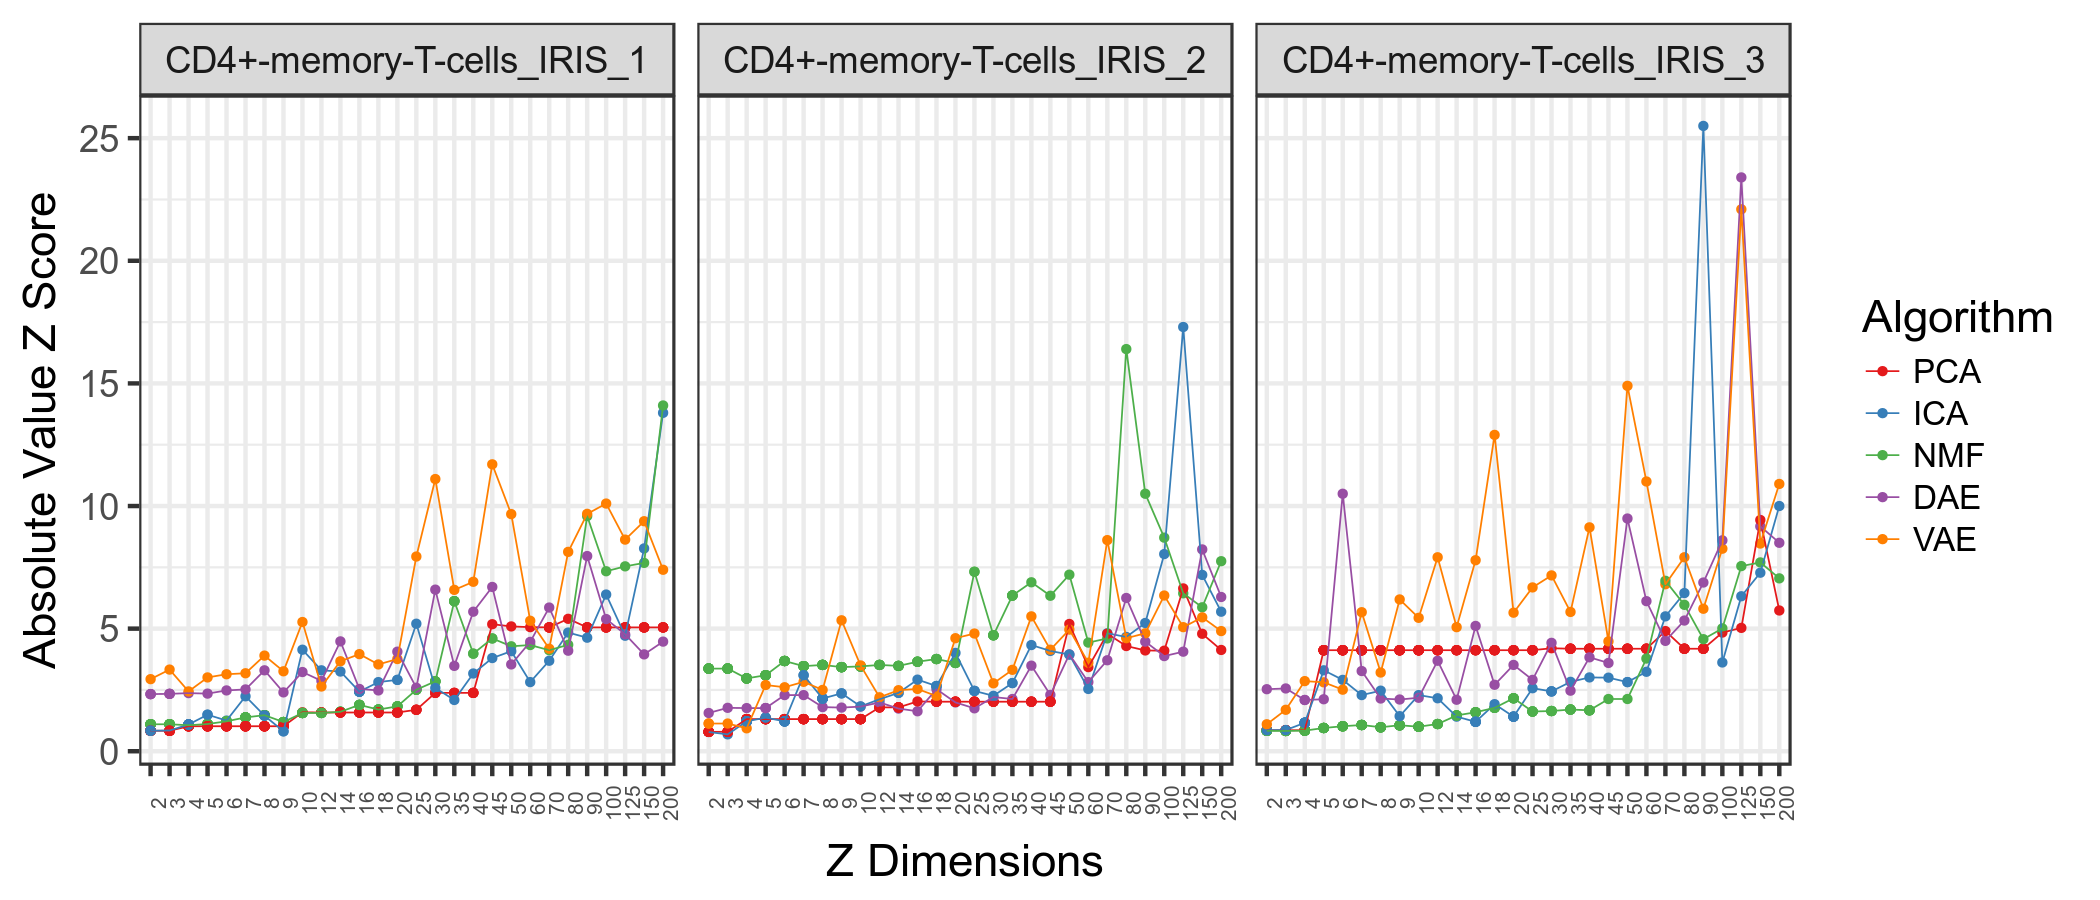 CD4+-memory-T-cells_IRIS_1
CD4+-memory-T-cells_IRIS_2
CD4+-memory-T-cells_IRIS_3
Absolute Value Z Score
25
20
15
10
5
0
2 3 4 5 6 7 8 9 10 12 14 16 18 20 25 30 35 40 45 50 60 70 80 90 100 125 150 200
2 3 4 5 6 7 8 9 10 12 14 16 18 20 25 30 35 40 45 50 60 70 80 90 100 125 150 200
2 3 4 5 6 7 8 9 10 12 14 16 18 20 25 30 35 40 45 50 60 70 80 90 100 125 150 200
Z Dimensions
Algorithm
PCA
ICA
NMF
DAE
VAE